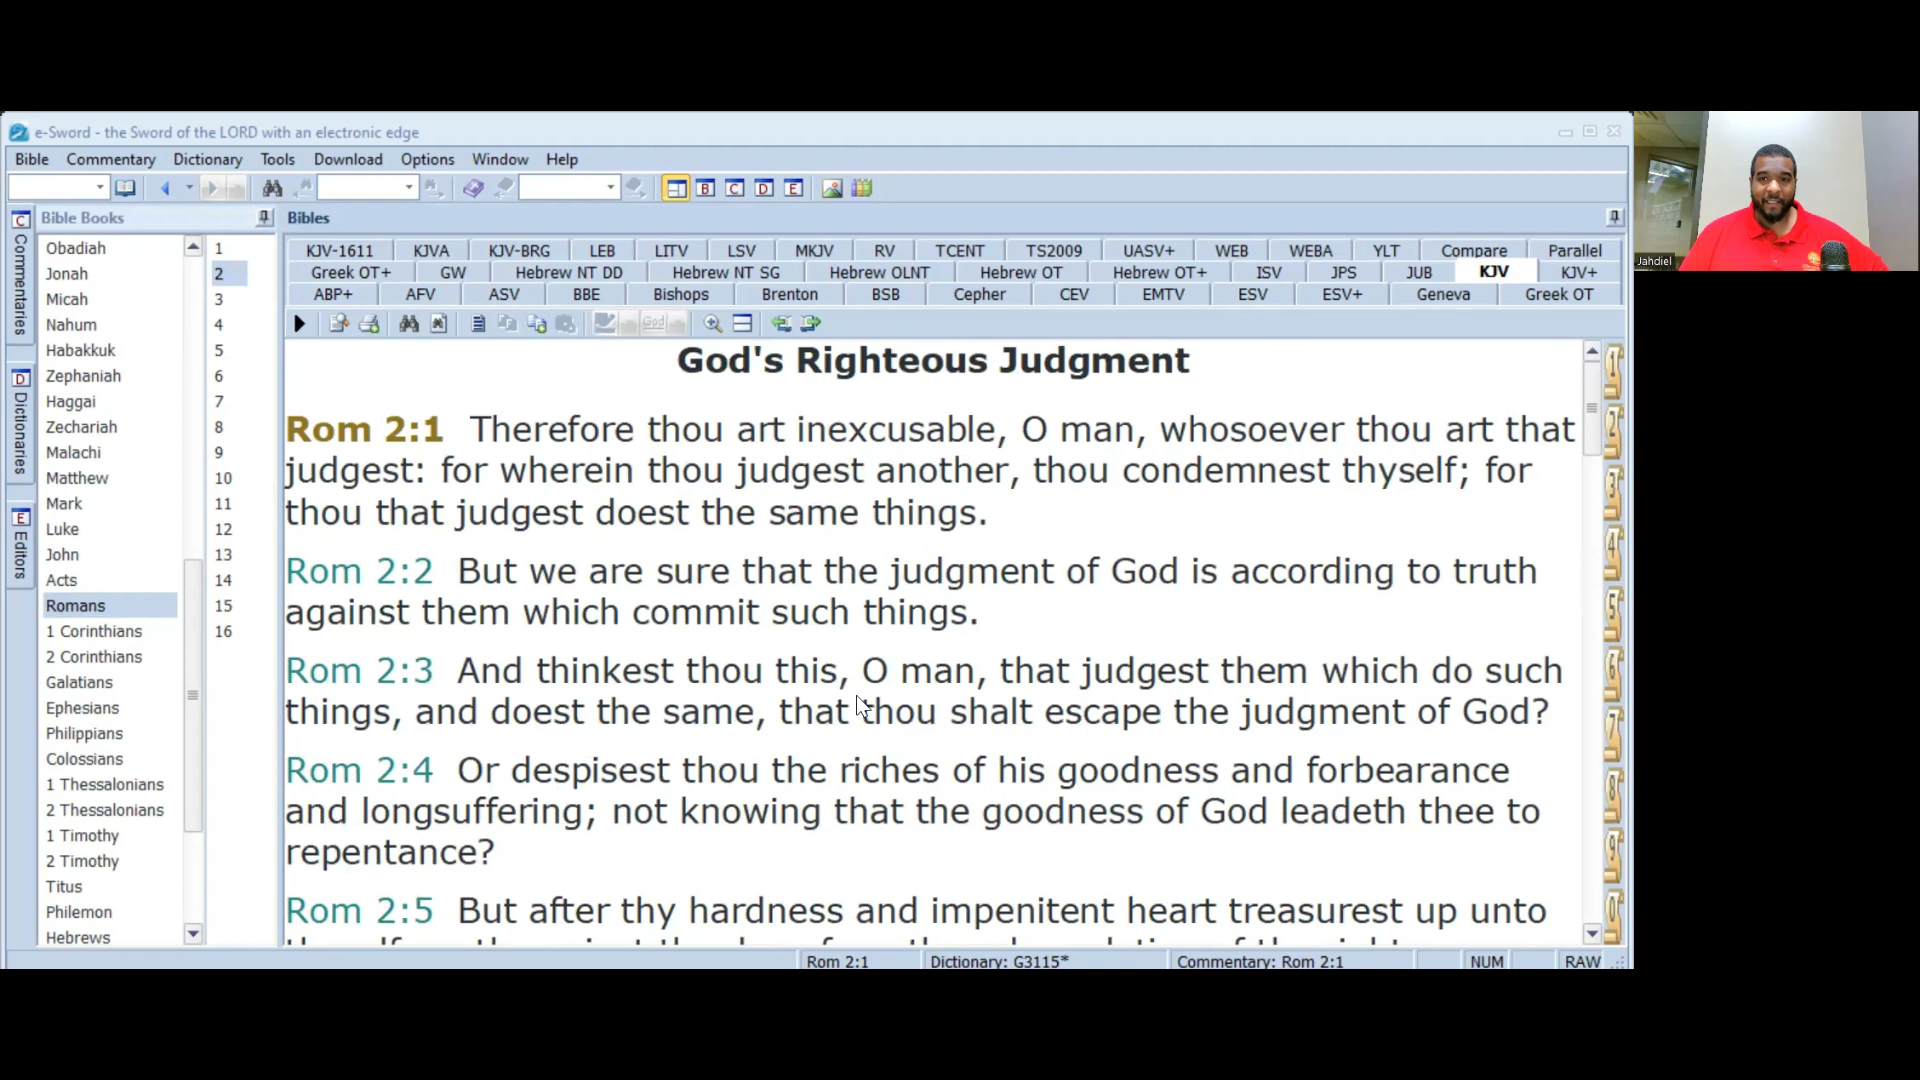 e-Sword - the Sword of the LORD with an electronic edge
Bible Commentary Dictionary Tools Download Options Window Help
B C D E
Bible Books
Bibles
C Commentaries
D Dictionaries
E Editors
Obadiah
Jonah
Micah
Nahum
Habakkuk
Zephaniah
Haggai
Zechariah
Malachi
Matthew
Mark
Luke
John
Acts
Romans
1 Corinthians
2 Corinthians
Galatians
Ephesians
Philippians
Colossians
1 Thessalonians
2 Thessalonians
1 Timothy
2 Timothy
Titus
Philemon
Hebrews
1
2
3
4
5
6
7
8
9
10
11
12
13
14
15
16
KJV-1611 KJVA KJV-BRG LEB LITV LSV MKJV RV TCENT TS2009 UASV+ WEB WEBA YLT Compare Parallel
Greek OT+ GW Hebrew NT DD Hebrew NT SG Hebrew OLNT Hebrew OT Hebrew OT+ ISV JPS JUB KJV KJV+
ABP+ AFV ASV BBE Bishops Brenton BSB Cepher CEV EMTV ESV ESV+ Geneva Greek OT
God
God's Righteous Judgment
Rom 2:1 Therefore thou art inexcusable, O man, whosoever thou art that
judgest: for wherein thou judgest another, thou condemnest thyself; for
thou that judgest doest the same things.
Rom 2:2 But we are sure that the judgment of God is according to truth
against them which commit such things.
Rom 2:3 And thinkest thou this, O man, that judgest them which do such
things, and doest the same, that thou shalt escape the judgment of God?
Rom 2:4 Or despisest thou the riches of his goodness and forbearance
and longsuffering; not knowing that the goodness of God leadeth thee to
repentance?
Rom 2:5 But after thy hardness and impenitent heart treasurest up unto
1
2
3
4
5
6
7
8
9
0
Rom 2:1 Dictionary: G3115* Commentary: Rom 2:1 NUM RAW
Jahdiel